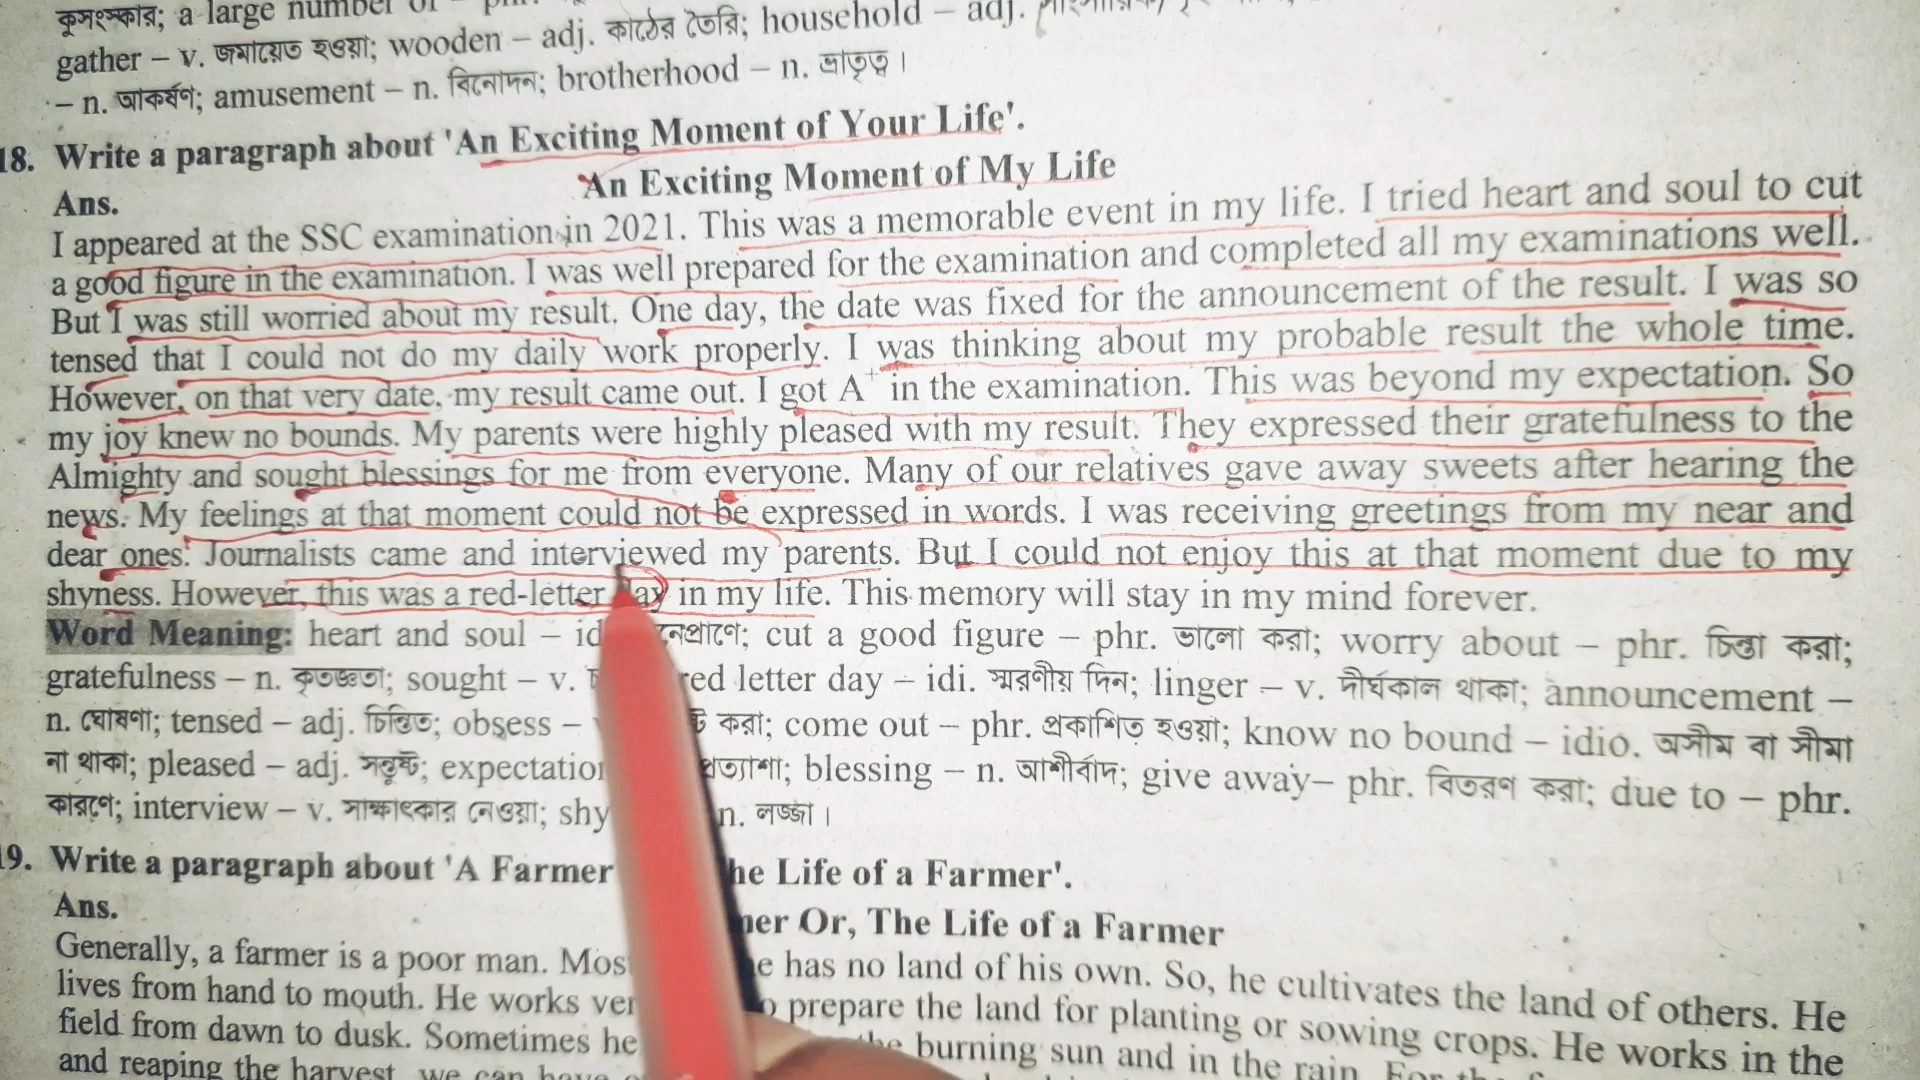 কুসংস্কার; a large number of –
gather – v. জমায়েত হওয়া; wooden – adj. কাঠের তৈরি; household – adj.
– n. আকর্ষণ; amusement – n. বিনোদন; brotherhood – n. ভ্রাতৃত্ব।
18. Write a paragraph about 'An Exciting Moment of Your Life'.
Ans. An Exciting Moment of My Life
I appeared at the SSC examination in 2021. This was a memorable event in my life. I tried heart and soul to cut
a good figure in the examination. I was well prepared for the examination and completed all my examinations well.
But I was still worried about my result. One day, the date was fixed for the announcement of the result. I was so
tensed that I could not do my daily work properly. I was thinking about my probable result the whole time.
However, on that very date, my result came out. I got A+ in the examination. This was beyond my expectation. So
my joy knew no bounds. My parents were highly pleased with my result. They expressed their gratefulness to the
Almighty and sought blessings for me from everyone. Many of our relatives gave away sweets after hearing the
news. My feelings at that moment could not be expressed in words. I was receiving greetings from my near and
dear ones. Journalists came and interviewed my parents. But I could not enjoy this at that moment due to my
shyness. However, this was a red-letter day in my life. This memory will stay in my mind forever.
Word Meaning: heart and soul – cut a good figure – phr. ভালো করা; worry about – phr. চিন্তা করা;
gratefulness – n. কৃতজ্ঞতা; sought – v. red letter day – idi. স্মরণীয় দিন; linger – v. দীর্ঘকাল থাকা; announcement –
n. ঘোষণা; tensed – adj. চিন্তিত; obsess – করা; come out – phr. প্রকাশিত হওয়া; know no bound – idio. অসীম বা সীমা
না থাকা; pleased – adj. সন্তুষ্ট; expectation প্রত্যাশা; blessing – n. আশীর্বাদ; give away– phr. বিতরণ করা; due to – phr.
কারণে; interview – v. সাক্ষাৎকার নেওয়া; n. লজ্জা।
19. Write a paragraph about 'A Farmer The Life of a Farmer'.
Ans. Or, The Life of a Farmer
Generally, a farmer is a poor man. he has no land of his own. So, he cultivates the land of others. He
lives from hand to mouth. He works to prepare the land for planting or sowing crops. He works in the
field from dawn to dusk. Sometimes he the burning sun and in the rain.
and reaping the harvest, we can have